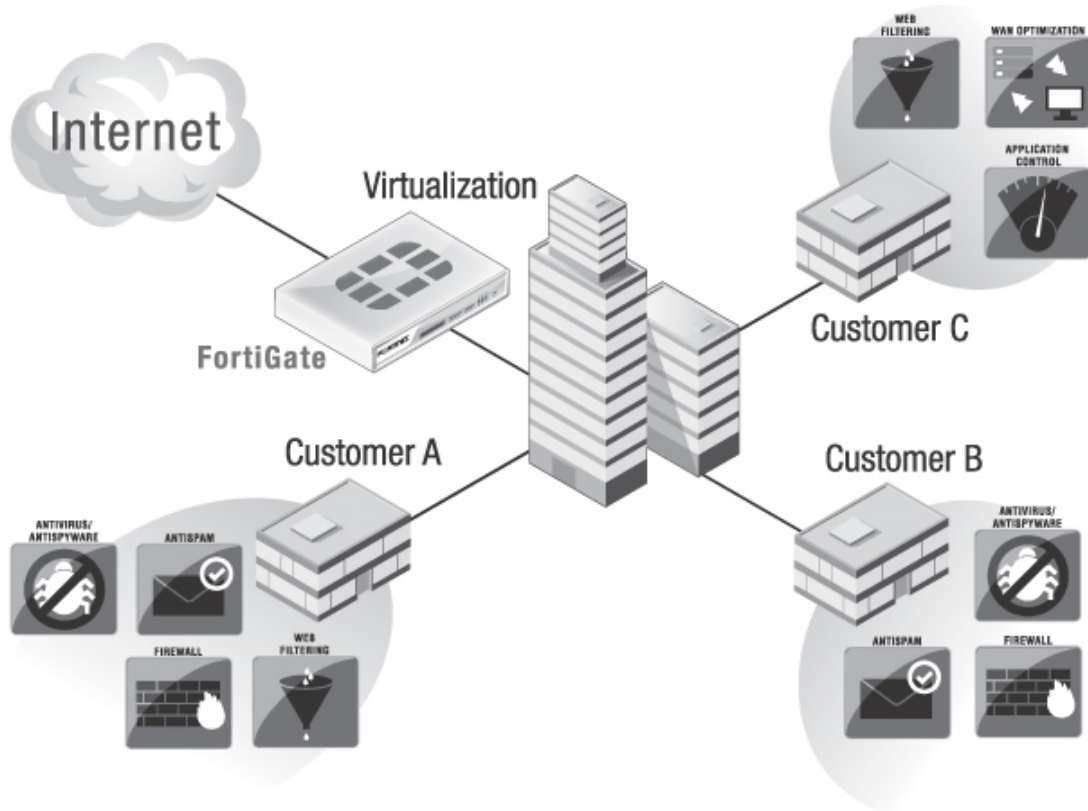 WEB
FILTERING
WAN OPTIMIZATION
Internet
Virtualization
APPLICATION
CONTROL
FortiGate
Customer C
Customer A
Customer B
ANTIVIRUS/
ANTISPYWARE
ANTISPAM
FIREWALL
WEB
FILTERING
ANTIVIRUS/
ANTISPYWARE
ANTISPAM
FIREWALL